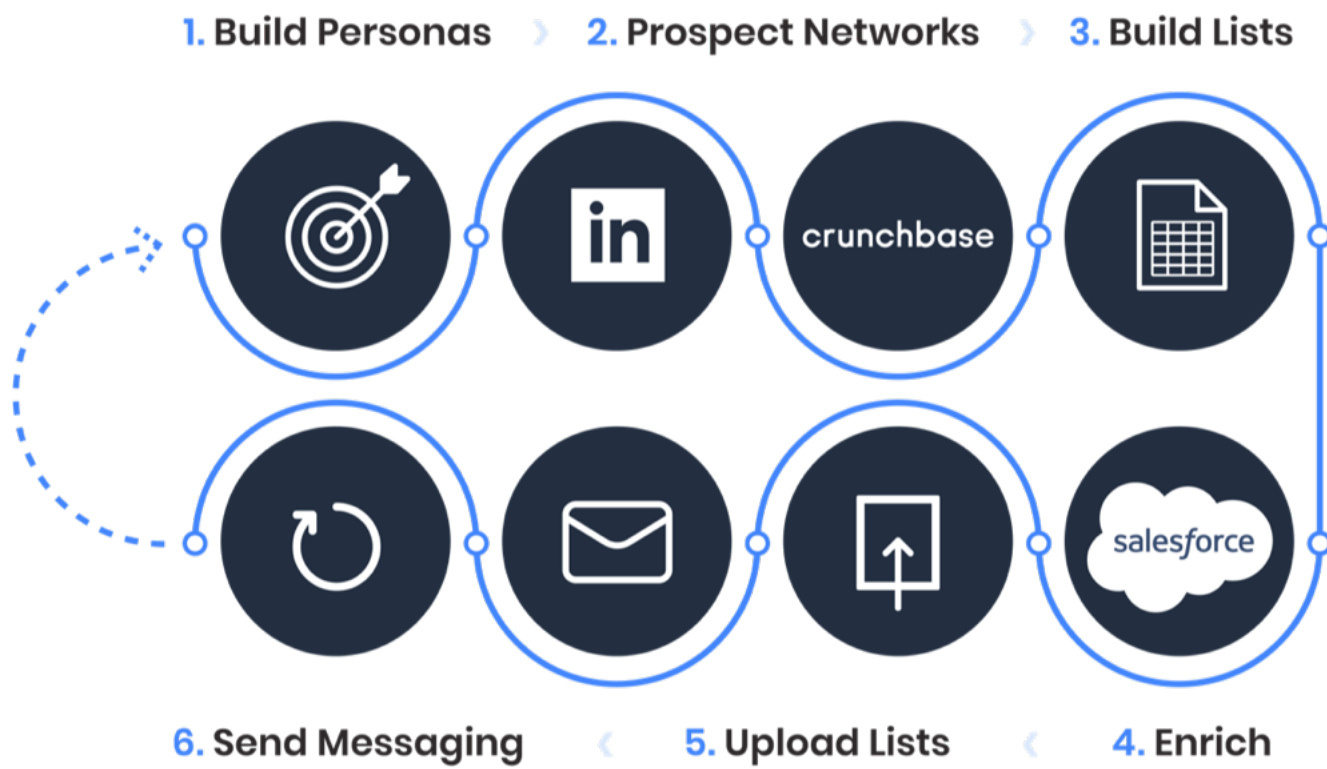 1. Build Personas
2. Prospect Networks
3. Build Lists
in
crunchbase
salesforce
6. Send Messaging
5. Upload Lists
4. Enrich